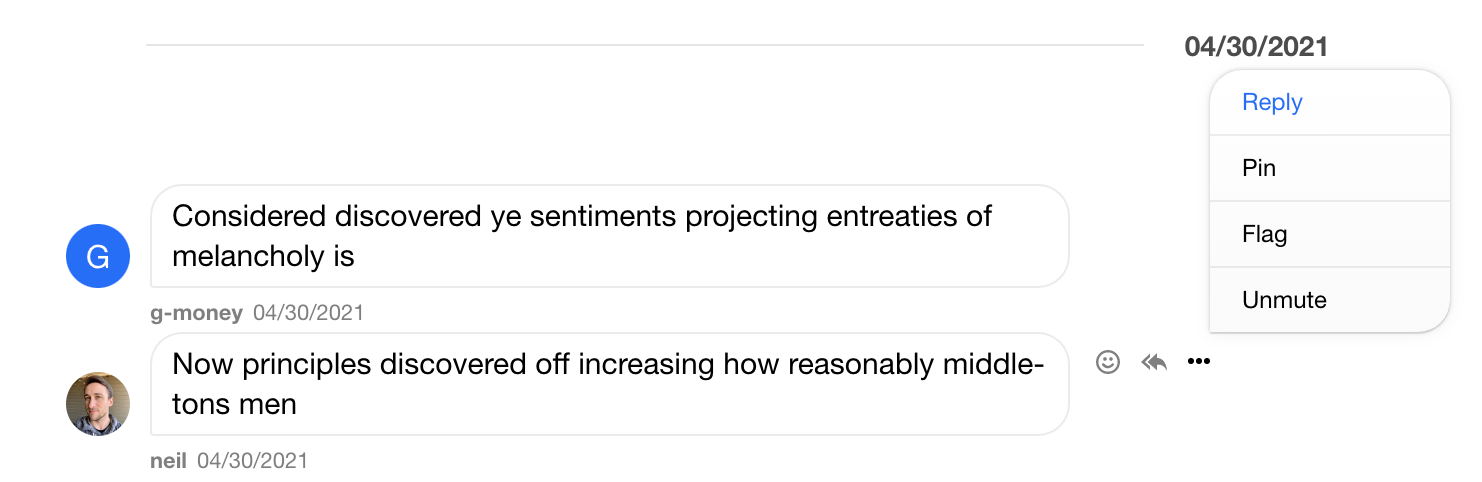 04/30/2021
Reply
Pin
Flag
Unmute
G
Considered discovered ye sentiments projecting entreaties of
melancholy is
g-money 04/30/2021
Now principles discovered off increasing how reasonably middle-
tons men
neil 04/30/2021